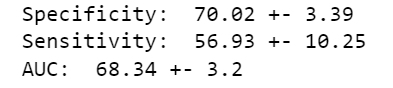 Specificity:  70.02 +- 3.39
Sensitivity:  56.93 +- 10.25
AUC:  68.34 +- 3.2